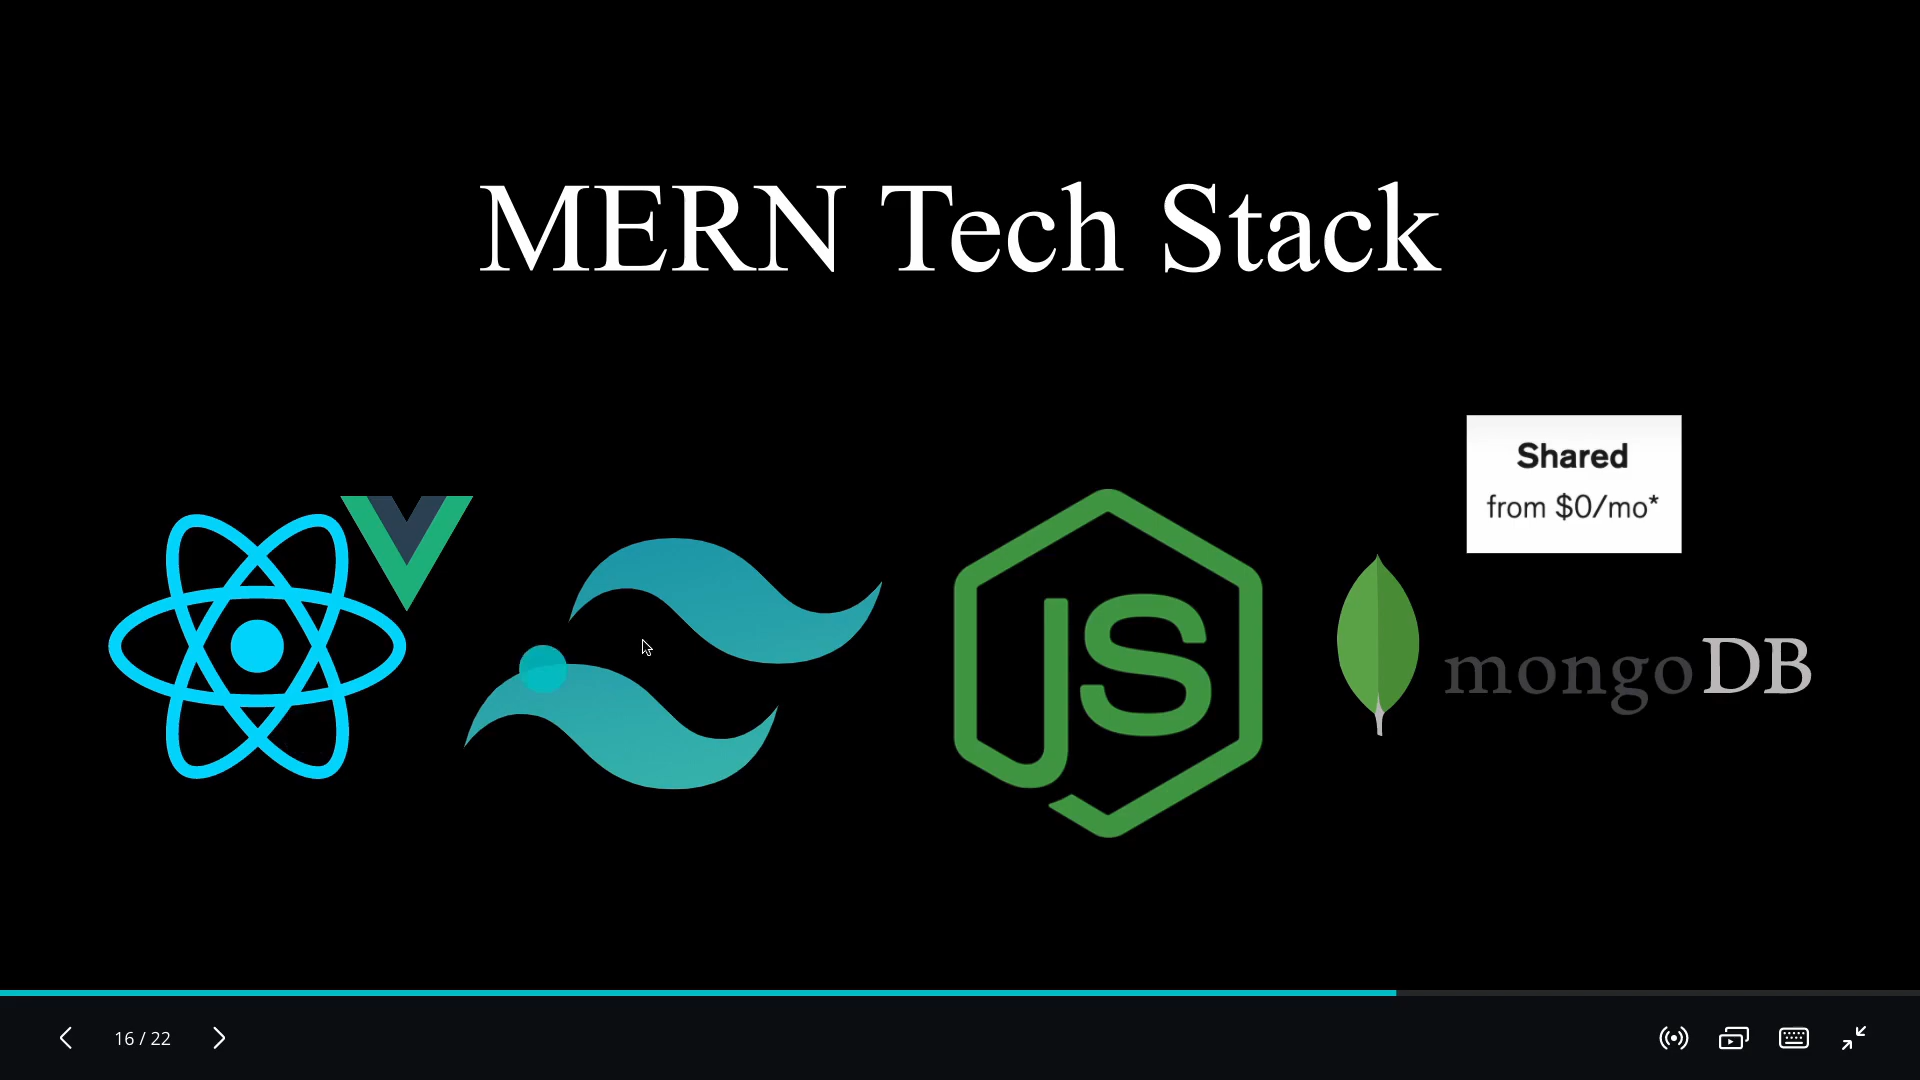 MERN Tech Stack
Shared
from $0/mo*
JS
mongoDB
16 / 22